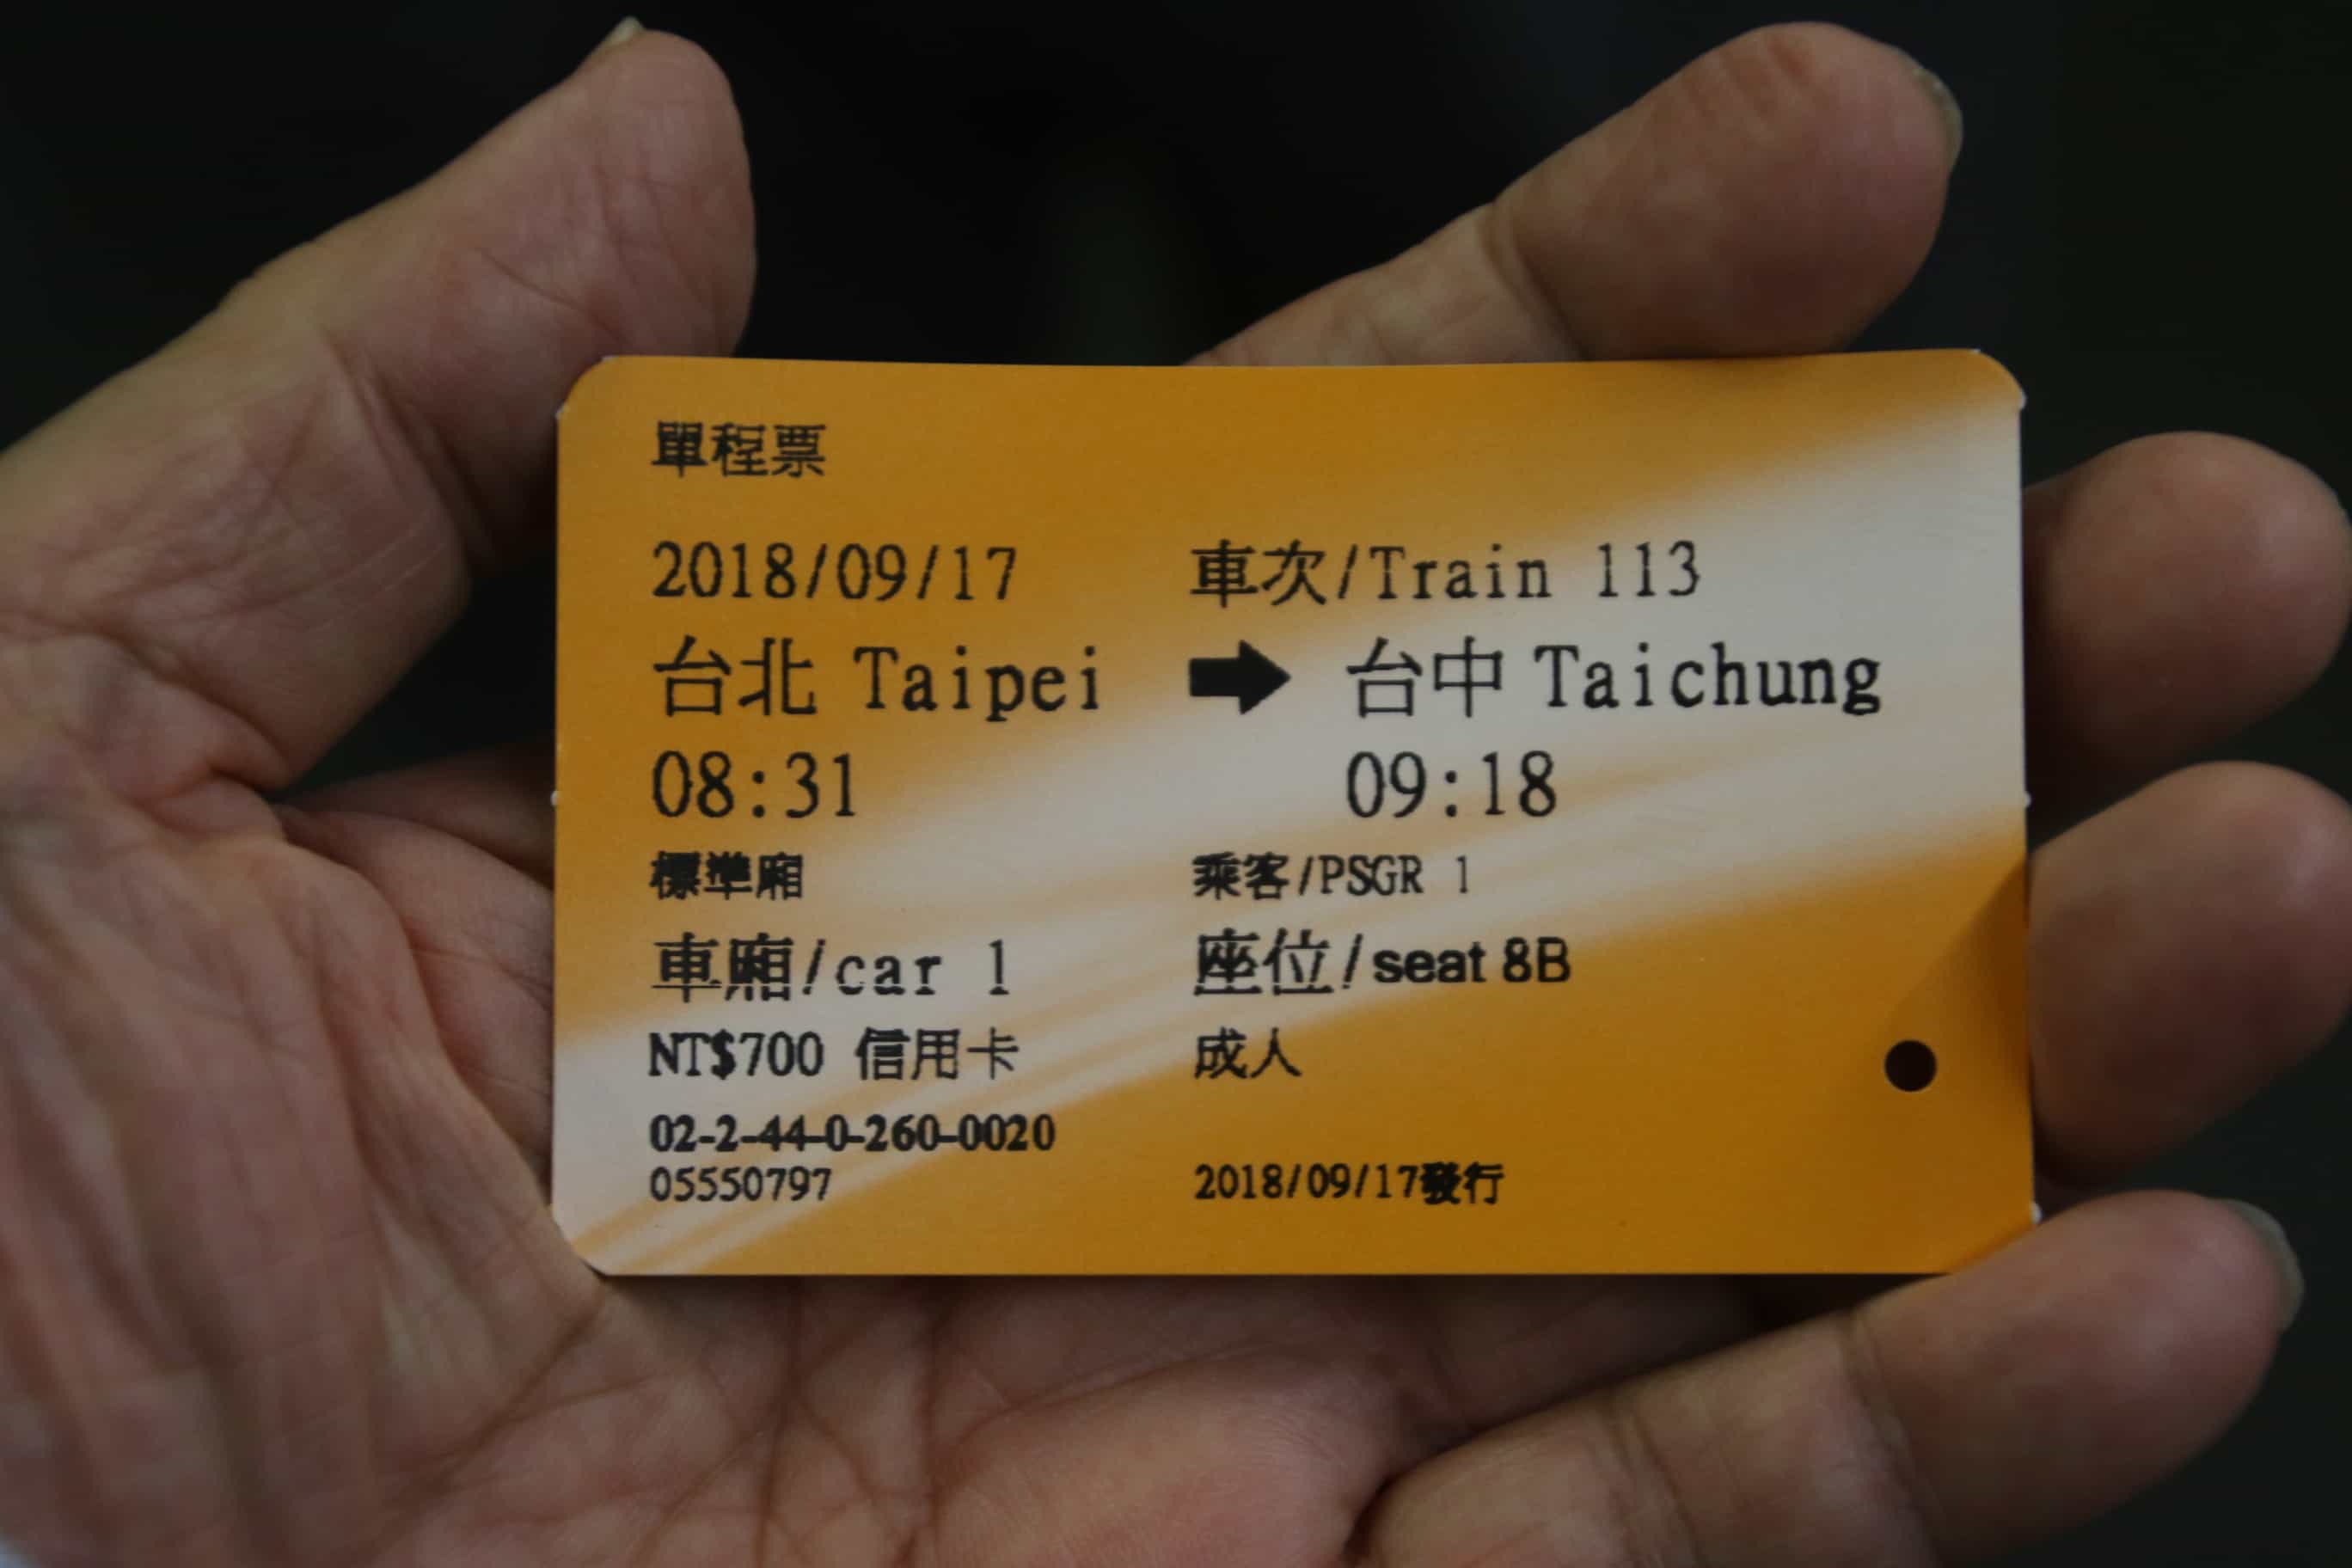 單程票
2018/09/17 車次/Train 113
台北 Taipei ➡ 台中 Taichung
08:31 09:18
標準廂 乘客/PSGR 1
車廂/car 1 座位/seat 8B
NT$700 信用卡 成人
02-2-44-0-260-0020
05550797 2018/09/17發行